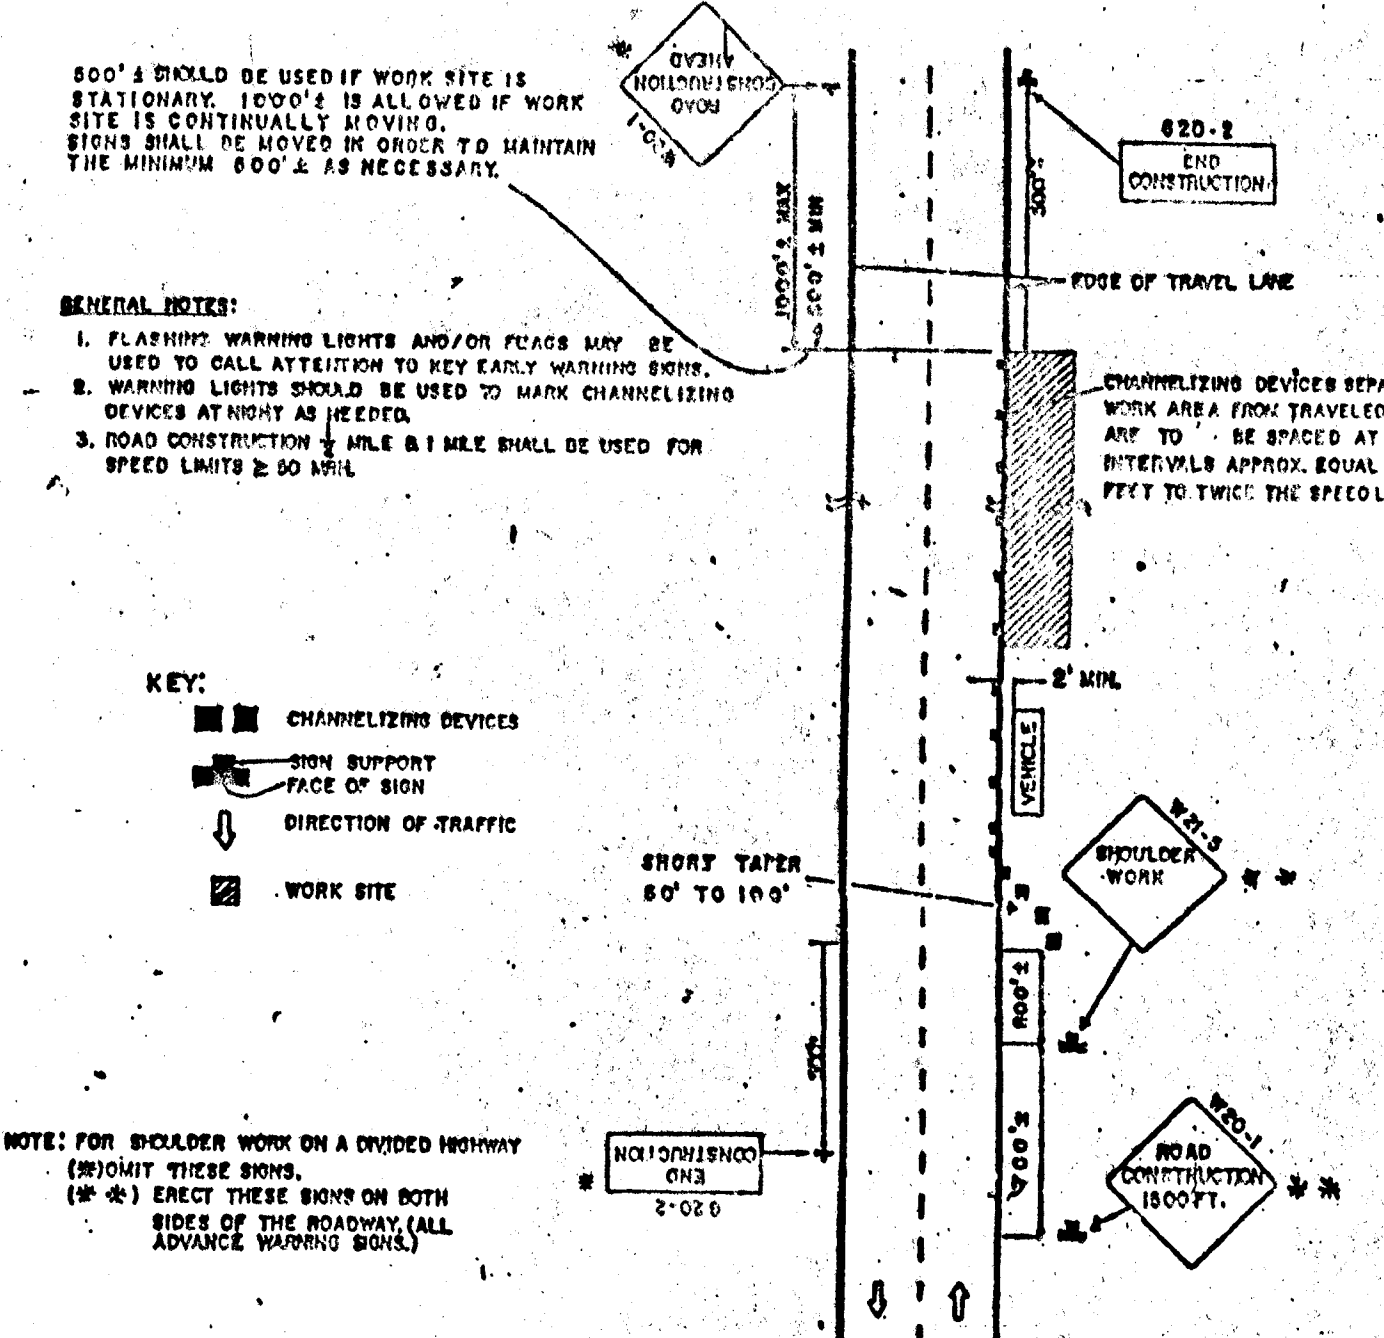 500'± SHOULD BE USED IF WORK SITE IS
STATIONARY. 1000'± IS ALLOWED IF WORK
SITE IS CONTINUALLY MOVING.
SIGNS SHALL BE MOVED IN ORDER TO MAINTAIN
THE MINIMUM 500'± AS NECESSARY.
ROAD
CONSTRUCTION
AHEAD
W20-1
1000'± MAX
500'± MIN
300'±
G20-2
END
CONSTRUCTION
EDGE OF TRAVEL LANE
GENERAL NOTES:
1. FLASHING WARNING LIGHTS AND/OR FLAGS MAY BE
USED TO CALL ATTENTION TO KEY EARLY WARNING SIGNS.
2. WARNING LIGHTS SHOULD BE USED TO MARK CHANNELIZING
DEVICES AT NIGHT AS NEEDED.
3. ROAD CONSTRUCTION ½ MILE & 1 MILE SHALL BE USED FOR
SPEED LIMITS ≥ 50 MPH.
CHANNELIZING DEVICES SEPA
WORK AREA FROM TRAVELED
ARE TO BE SPACED AT
INTERVALS APPROX. EQUAL
FEET TO TWICE THE SPEED L
2' MIN.
VEHICLE
KEY:
CHANNELIZING DEVICES
SIGN SUPPORT
FACE OF SIGN
DIRECTION OF TRAFFIC
WORK SITE
SHORT TAPER
50' TO 100'
W21-5
SHOULDER
WORK
* *
W20-1
ROAD
CONSTRUCTION
1500 FT.
* *
NOTE: FOR SHOULDER WORK ON A DIVIDED HIGHWAY
(*) OMIT THESE SIGNS.
(* *) ERECT THESE SIGNS ON BOTH
SIDES OF THE ROADWAY. (ALL
ADVANCE WARNING SIGNS.)
*
END
CONSTRUCTION
G20-2